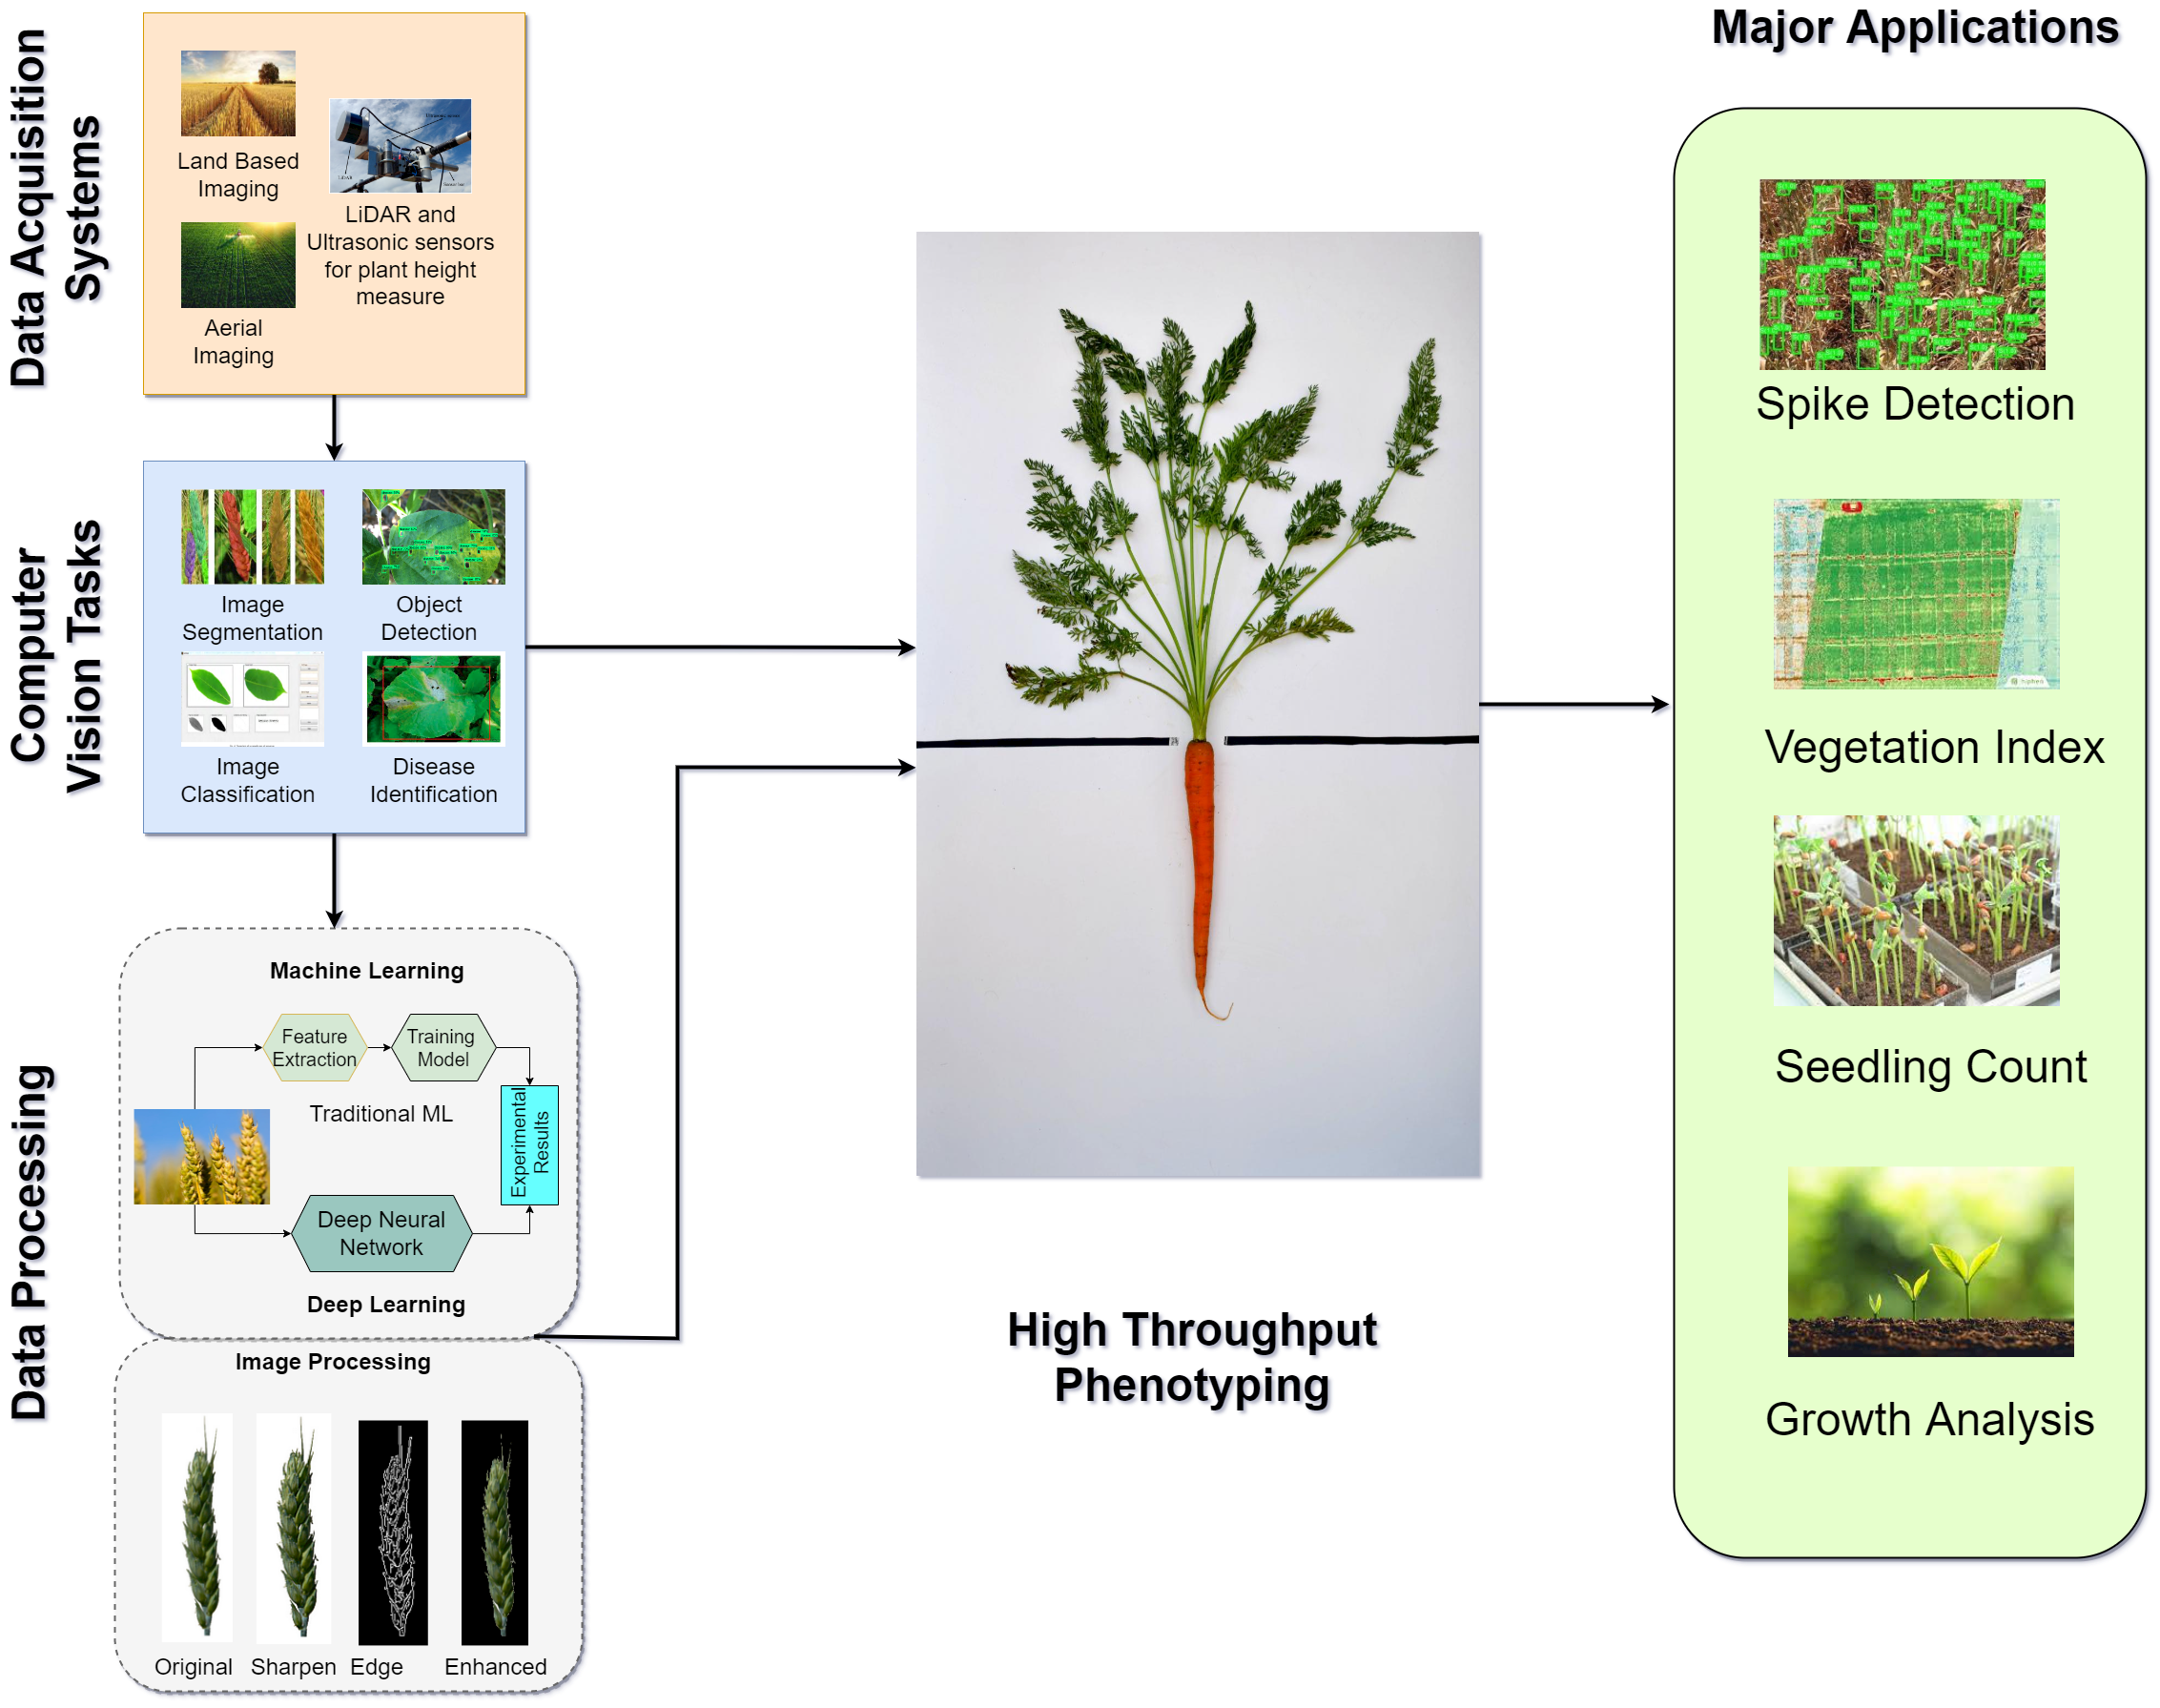 Major Applications
Data Acquisition
Systems
Land Based
Imaging
LiDAR and
Ultrasonic sensors
for plant height
measure
Aerial
Imaging
Computer
Vision Tasks
Image
Segmentation
Object
Detection
Image
Classification
Disease
Identification
Data Processing
Machine Learning
Feature
Extraction
Training
Model
Traditional ML
Experimental
Results
Deep Neural
Network
Deep Learning
Image Processing
Original
Sharpen
Edge
Enhanced
High Throughput
Phenotyping
Spike Detection
Vegetation Index
Seedling Count
Growth Analysis